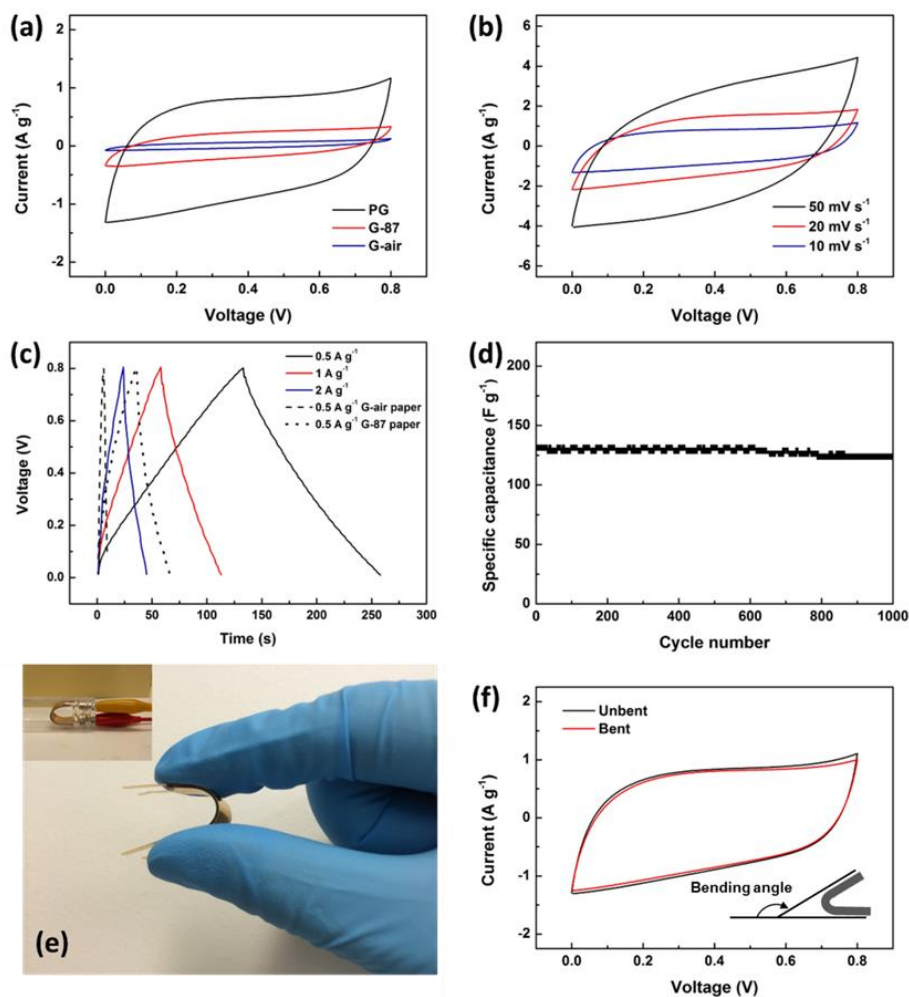 (a)
2
1
0
-1
-2
Current (A g⁻¹)
PG
G-87
G-air
0.0
0.2
0.4
0.6
0.8
Voltage (V)
(b)
6
4
2
0
-2
-4
-6
Current (A g⁻¹)
50 mV s⁻¹
20 mV s⁻¹
10 mV s⁻¹
0.0
0.2
0.4
0.6
0.8
Voltage (V)
(c)
0.8
0.6
0.4
0.2
0.0
Voltage (V)
0.5 A g⁻¹
1 A g⁻¹
2 A g⁻¹
0.5 A g⁻¹ G-air paper
0.5 A g⁻¹ G-87 paper
0
50
100
150
200
250
300
Time (s)
(d)
200
150
100
50
0
Specific capacitance (F g⁻¹)
0
200
400
600
800
1000
Cycle number
(e)
(f)
2
1
0
-1
-2
Current (A g⁻¹)
Unbent
Bent
Bending angle
0.0
0.2
0.4
0.6
0.8
Voltage (V)